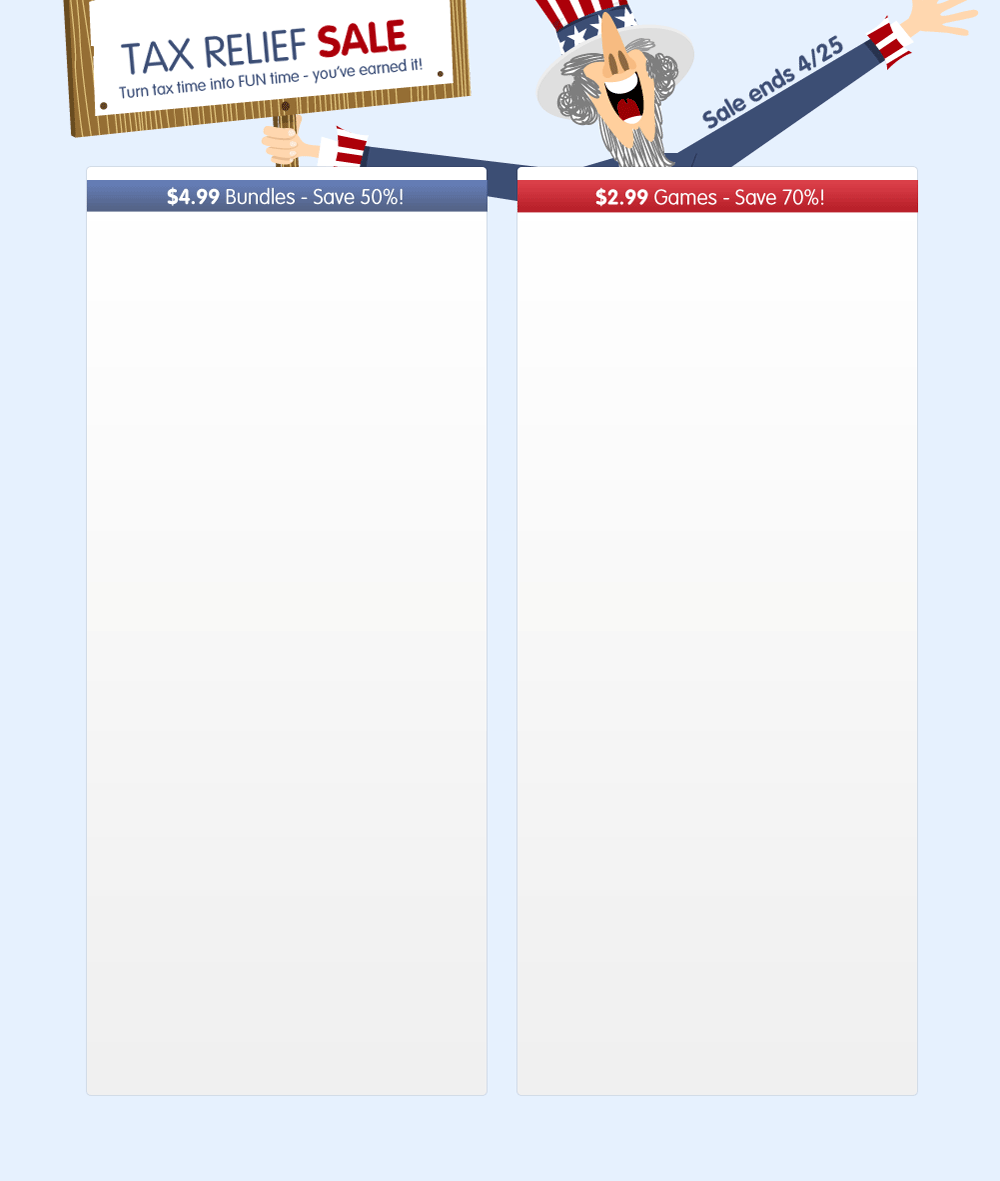 TAX RELIEF SALE
Turn tax time into FUN time - you've earned it!
Sale ends 4/25
$4.99 Bundles - Save 50%!
$2.99 Games - Save 70%!